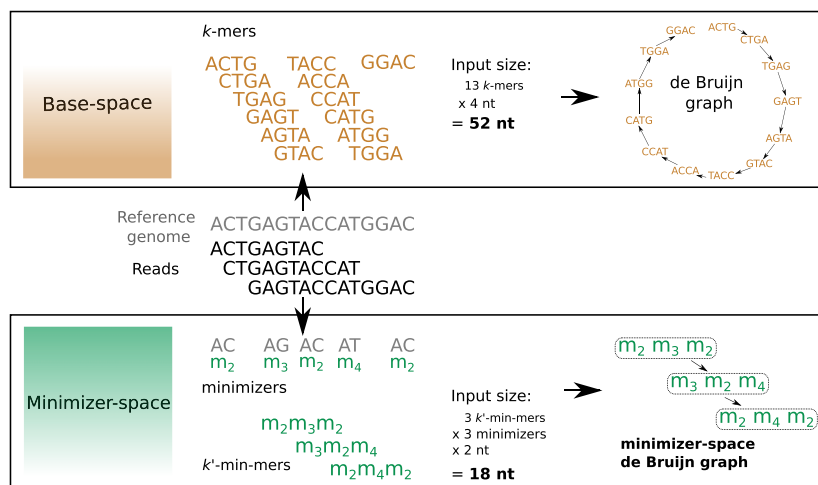 k-mers
ACTG TACC GGAC
CTGA ACCA
TGAG CCAT
GAGT CATG
AGTA ATGG
GTAC TGGA
Base-space
Input size:
13 k-mers
x 4 nt
= 52 nt
de Bruijn
graph
GGAC
ACTG
CTGA
TGAG
GAGT
AGTA
GTAC
TACC
ACCA
CCAT
CATG
ATGG
TGGA
Reference
genome
ACTGAGTACCATGGAC
Reads
ACTGAGTAC
CTGAGTACCAT
GAGTACCATGGAC
Minimizer-space
AC AG AC AT AC
m2 m3 m2 m4 m2
minimizers
m2m3m2
m3m2m4
m2m4m2
k'-min-mers
Input size:
3 k'-min-mers
x 3 minimizers
x 2 nt
= 18 nt
m2 m3 m2
m3 m2 m4
m2 m4 m2
minimizer-space
de Bruijn graph